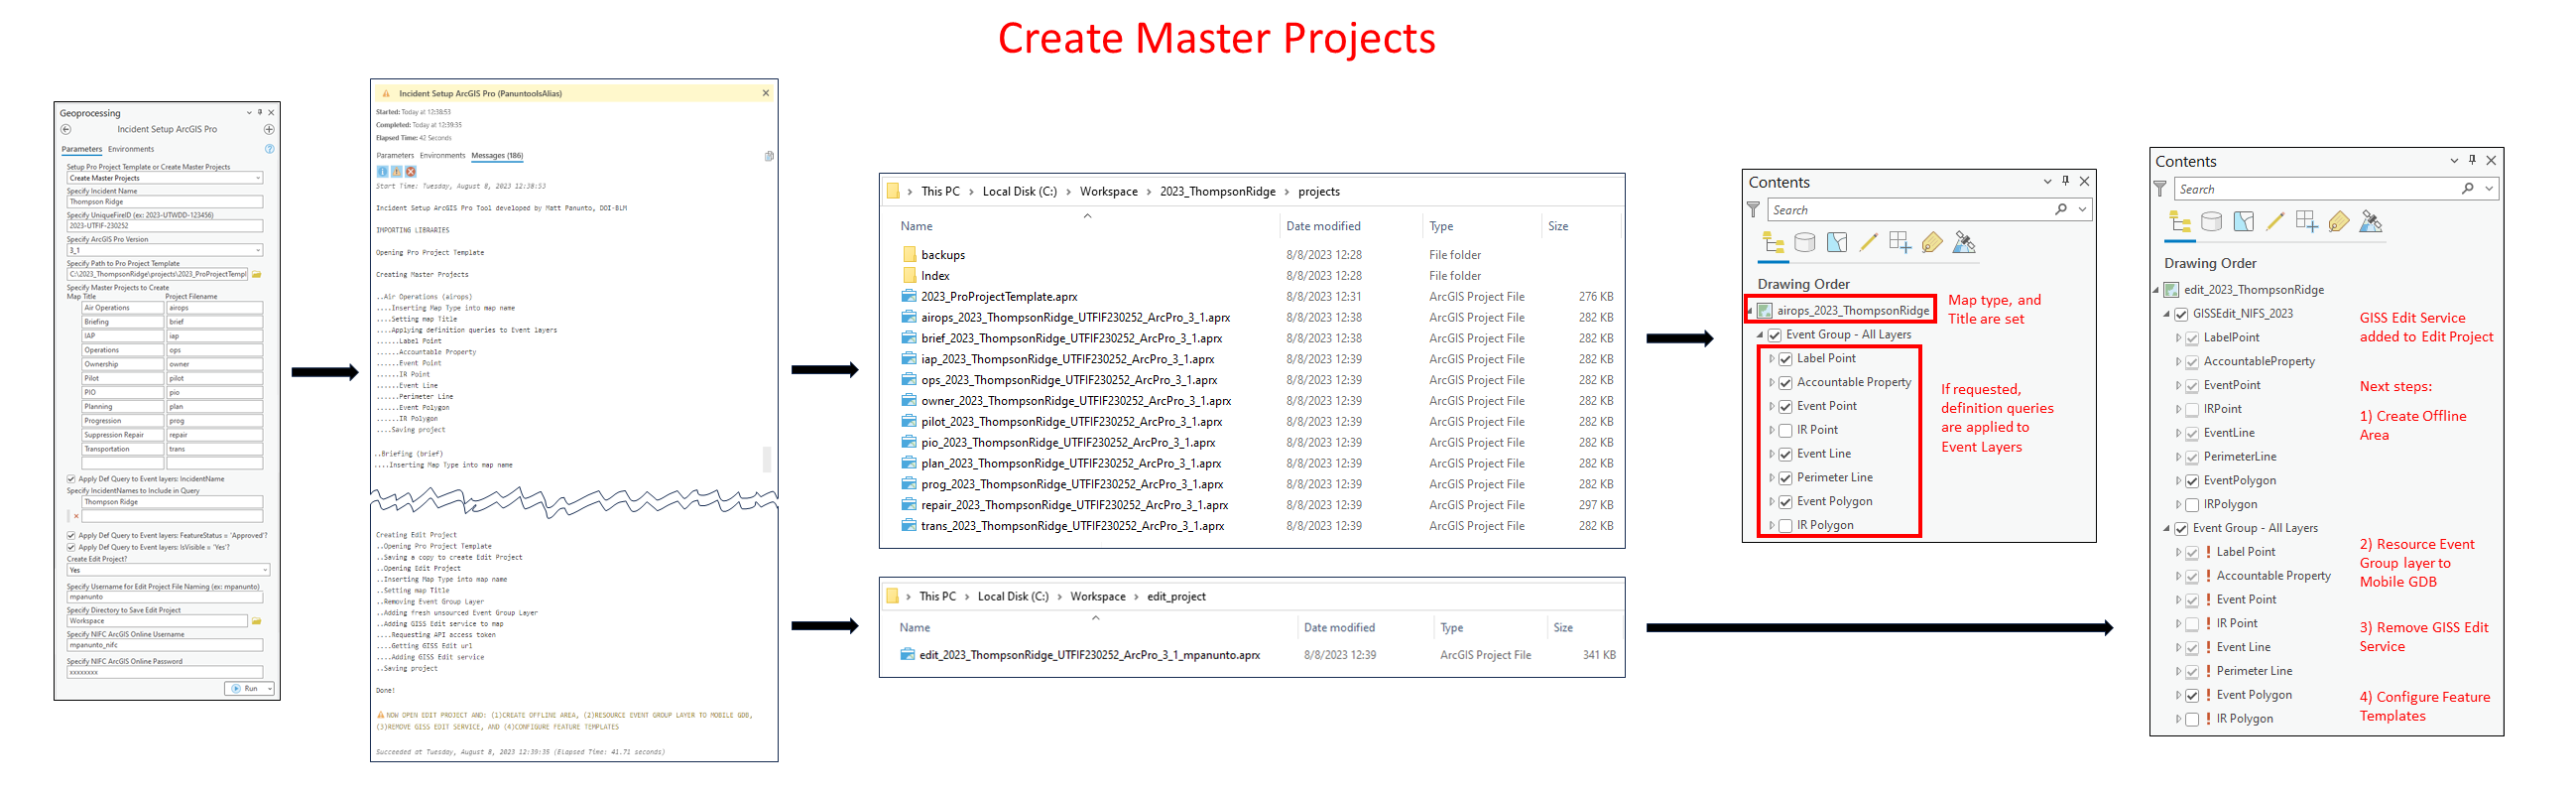 Create Master Projects
Geoprocessing
Incident Setup ArcGIS Pro
Parameters Environments
Setup Pro Project Template or Create Master Projects
Create Master Projects
Specify Incident Name
Thompson Ridge
Specify UniqueFireID (ex: 2023-UTWDD-123456)
2023-UTFIF-230252
Specify ArcGIS Pro Version
3_1
Specify Path to Pro Project Template
C:\2023_ThompsonRidge\projects\2023_ProProjectTempl
Specify Master Projects to Create
Map Title Project Filename
Air Operations airops
Briefing brief
IAP iap
Operations ops
Ownership owner
Pilot pilot
PIO pio
Planning plan
Progression prog
Suppression Repair repair
Transportation trans
Apply Def Query to Event layers: IncidentName
Specify IncidentNames to Include in Query
Thompson Ridge
Apply Def Query to Event layers: FeatureStatus = 'Approved'?
Apply Def Query to Event layers: IsVisible = 'Yes'?
Create Edit Project?
Yes
Specify Username for Edit Project File Naming (ex: mpanunto)
mpanunto
Specify Directory to Save Edit Project
Workspace
Specify NIFC ArcGIS Online Username
mpanunto_nifc
Specify NIFC ArcGIS Online Password
xxxxxxxx
Run
Incident Setup ArcGIS Pro (PanuntoolsAlias)
Started: Today at 12:38:53
Completed: Today at 12:39:35
Elapsed Time: 42 Seconds
Parameters Environments Messages (186)
Start Time: Tuesday, August 8, 2023 12:38:53
Incident Setup ArcGIS Pro Tool developed by Matt Panunto, DOI-BLM
IMPORTING LIBRARIES
Opening Pro Project Template
Creating Master Projects
..Air Operations (airops)
....Inserting Map Type into map name
....Setting map Title
....Applying definition queries to Event layers
......Label Point
......Accountable Property
......Event Point
......IR Point
......Event Line
......Perimeter Line
......Event Polygon
......IR Polygon
....Saving project
..Briefing (brief)
....Inserting Map Type into map name
Creating Edit Project
..Opening Pro Project Template
..Saving a copy to create Edit Project
..Opening Edit Project
..Inserting Map Type into map name
..Setting map Title
..Removing Event Group Layer
..Adding fresh unsourced Event Group Layer
..Adding GISS Edit service to map
....Requesting API access token
....Getting GISS Edit url
....Adding GISS Edit service
..Saving project
Done!
NOW OPEN EDIT PROJECT AND: (1)CREATE OFFLINE AREA, (2)RESOURCE EVENT GROUP LAYER TO MOBILE GDB,
(3)REMOVE GISS EDIT SERVICE, AND (4)CONFIGURE FEATURE TEMPLATES
Succeeded at Tuesday, August 8, 2023 12:39:35 (Elapsed Time: 41.71 seconds)
This PC > Local Disk (C:) > Workspace > 2023_ThompsonRidge > projects
Name Date modified Type Size
backups 8/8/2023 12:28 File folder
Index 8/8/2023 12:28 File folder
2023_ProProjectTemplate.aprx 8/8/2023 12:31 ArcGIS Project File 276 KB
airops_2023_ThompsonRidge_UTFIF230252_ArcPro_3_1.aprx 8/8/2023 12:38 ArcGIS Project File 282 KB
brief_2023_ThompsonRidge_UTFIF230252_ArcPro_3_1.aprx 8/8/2023 12:38 ArcGIS Project File 282 KB
iap_2023_ThompsonRidge_UTFIF230252_ArcPro_3_1.aprx 8/8/2023 12:39 ArcGIS Project File 282 KB
ops_2023_ThompsonRidge_UTFIF230252_ArcPro_3_1.aprx 8/8/2023 12:39 ArcGIS Project File 282 KB
owner_2023_ThompsonRidge_UTFIF230252_ArcPro_3_1.aprx 8/8/2023 12:39 ArcGIS Project File 282 KB
pilot_2023_ThompsonRidge_UTFIF230252_ArcPro_3_1.aprx 8/8/2023 12:39 ArcGIS Project File 282 KB
pio_2023_ThompsonRidge_UTFIF230252_ArcPro_3_1.aprx 8/8/2023 12:39 ArcGIS Project File 282 KB
plan_2023_ThompsonRidge_UTFIF230252_ArcPro_3_1.aprx 8/8/2023 12:39 ArcGIS Project File 282 KB
prog_2023_ThompsonRidge_UTFIF230252_ArcPro_3_1.aprx 8/8/2023 12:39 ArcGIS Project File 282 KB
repair_2023_ThompsonRidge_UTFIF230252_ArcPro_3_1.aprx 8/8/2023 12:39 ArcGIS Project File 297 KB
trans_2023_ThompsonRidge_UTFIF230252_ArcPro_3_1.aprx 8/8/2023 12:39 ArcGIS Project File 282 KB
This PC > Local Disk (C:) > Workspace > edit_project
Name Date modified Type Size
edit_2023_ThompsonRidge_UTFIF230252_ArcPro_3_1_mpanunto.aprx 8/8/2023 12:39 ArcGIS Project File 341 KB
Contents
Search
Drawing Order
airops_2023_ThompsonRidge
Event Group - All Layers
Label Point
Accountable Property
Event Point
IR Point
Event Line
Perimeter Line
Event Polygon
IR Polygon
Map type, and
Title are set
If requested,
definition queries
are applied to
Event Layers
Contents
Search
Drawing Order
edit_2023_ThompsonRidge
GISSEdit_NIFS_2023
LabelPoint
AccountableProperty
EventPoint
IRPoint
EventLine
PerimeterLine
EventPolygon
IRPolygon
Event Group - All Layers
! Label Point
! Accountable Property
! Event Point
! IR Point
! Event Line
! Perimeter Line
! Event Polygon
! IR Polygon
GISS Edit Service
added to Edit Project
Next steps:
1) Create Offline
Area
2) Resource Event
Group layer to
Mobile GDB
3) Remove GISS Edit
Service
4) Configure Feature
Templates